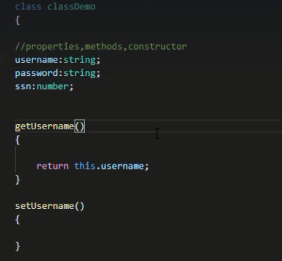 class classDemo
{
//properties,methods,constructor
username:string;
password:string;
ssn:number;
getUsername()
{
return this.username;
}
setUsername()
{
}